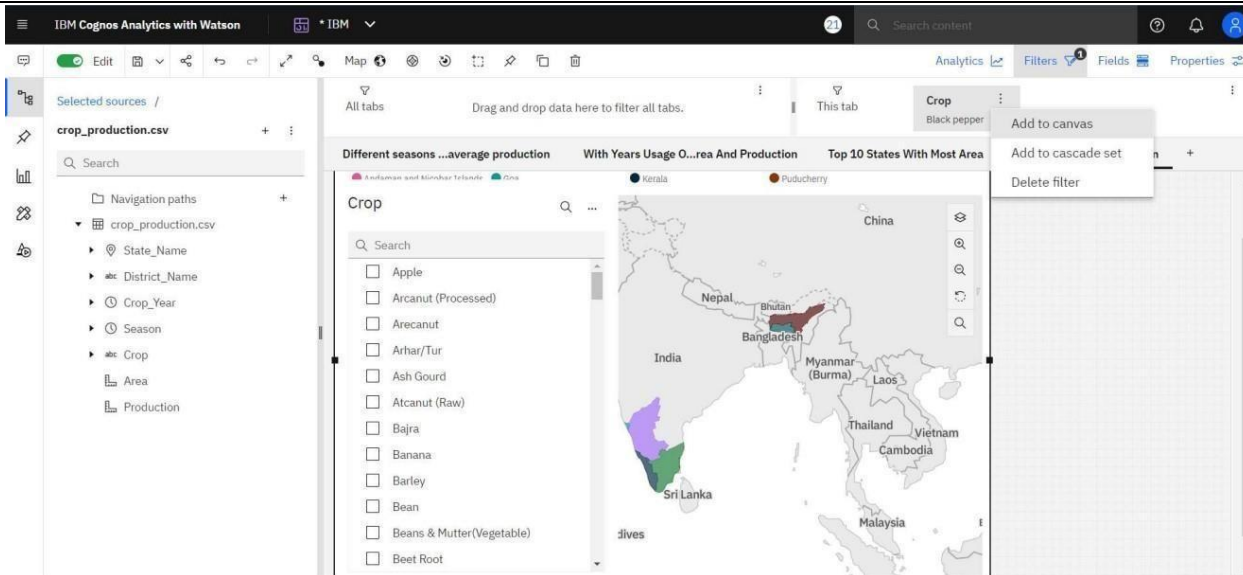 IBM Cognos Analytics with Watson
* IBM
21
Search content
Edit
Map
Analytics
Filters
1
Fields
Properties
Selected sources /
crop_production.csv
Search
Navigation paths
crop_production.csv
State_Name
abc District_Name
Crop_Year
Season
abc Crop
Area
Production
All tabs
Drag and drop data here to filter all tabs.
This tab
Crop
Black pepper
Add to canvas
Add to cascade set
Delete filter
Different seasons ...average production
With Years Usage O...rea And Production
Top 10 States With Most Area
n
Andaman and Nicobar Islands
Goa
Kerala
Puducherry
Crop
Search
Apple
Arcanut (Processed)
Arecanut
Arhar/Tur
Ash Gourd
Atcanut (Raw)
Bajra
Banana
Barley
Bean
Beans & Mutter(Vegetable)
Beet Root
China
Nepal
Bhutan
Bangladesh
India
Myanmar
(Burma)
Laos
Thailand
Vietnam
Cambodia
Sri Lanka
dives
Malaysia